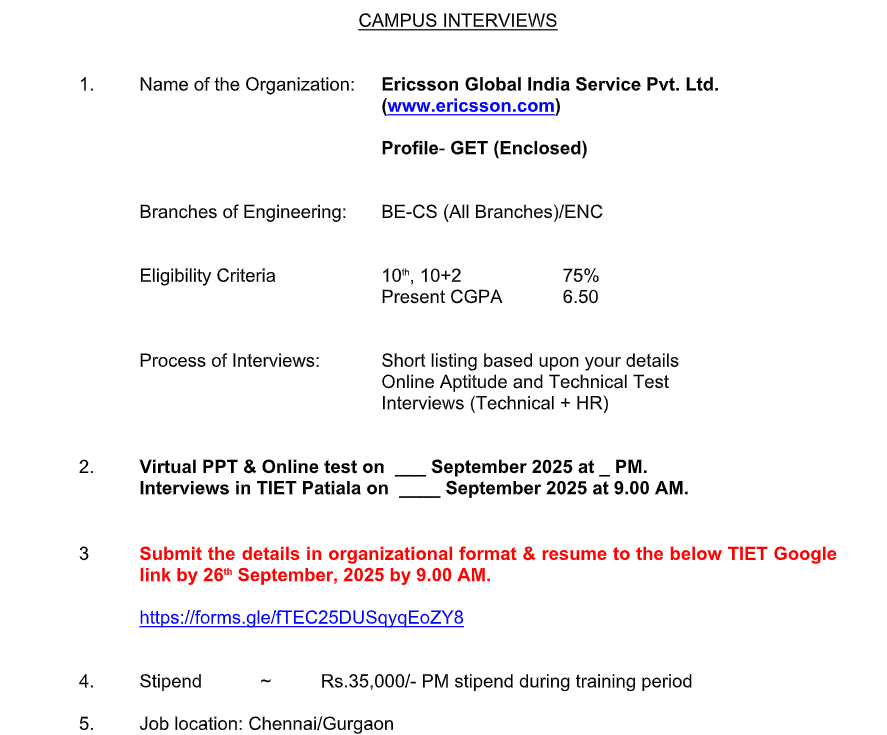 CAMPUS INTERVIEWS
1. Name of the Organization: Ericsson Global India Service Pvt. Ltd.
(www.ericsson.com)
Profile- GET (Enclosed)
Branches of Engineering: BE-CS (All Branches)/ENC
Eligibility Criteria 10th, 10+2 75%
Present CGPA 6.50
Process of Interviews: Short listing based upon your details
Online Aptitude and Technical Test
Interviews (Technical + HR)
2. Virtual PPT & Online test on ___ September 2025 at _ PM.
Interviews in TIET Patiala on ____ September 2025 at 9.00 AM.
3 Submit the details in organizational format & resume to the below TIET Google
link by 26th September, 2025 by 9.00 AM.
https://forms.gle/fTEC25DUSqyqEoZY8
4. Stipend ~ Rs.35,000/- PM stipend during training period
5. Job location: Chennai/Gurgaon